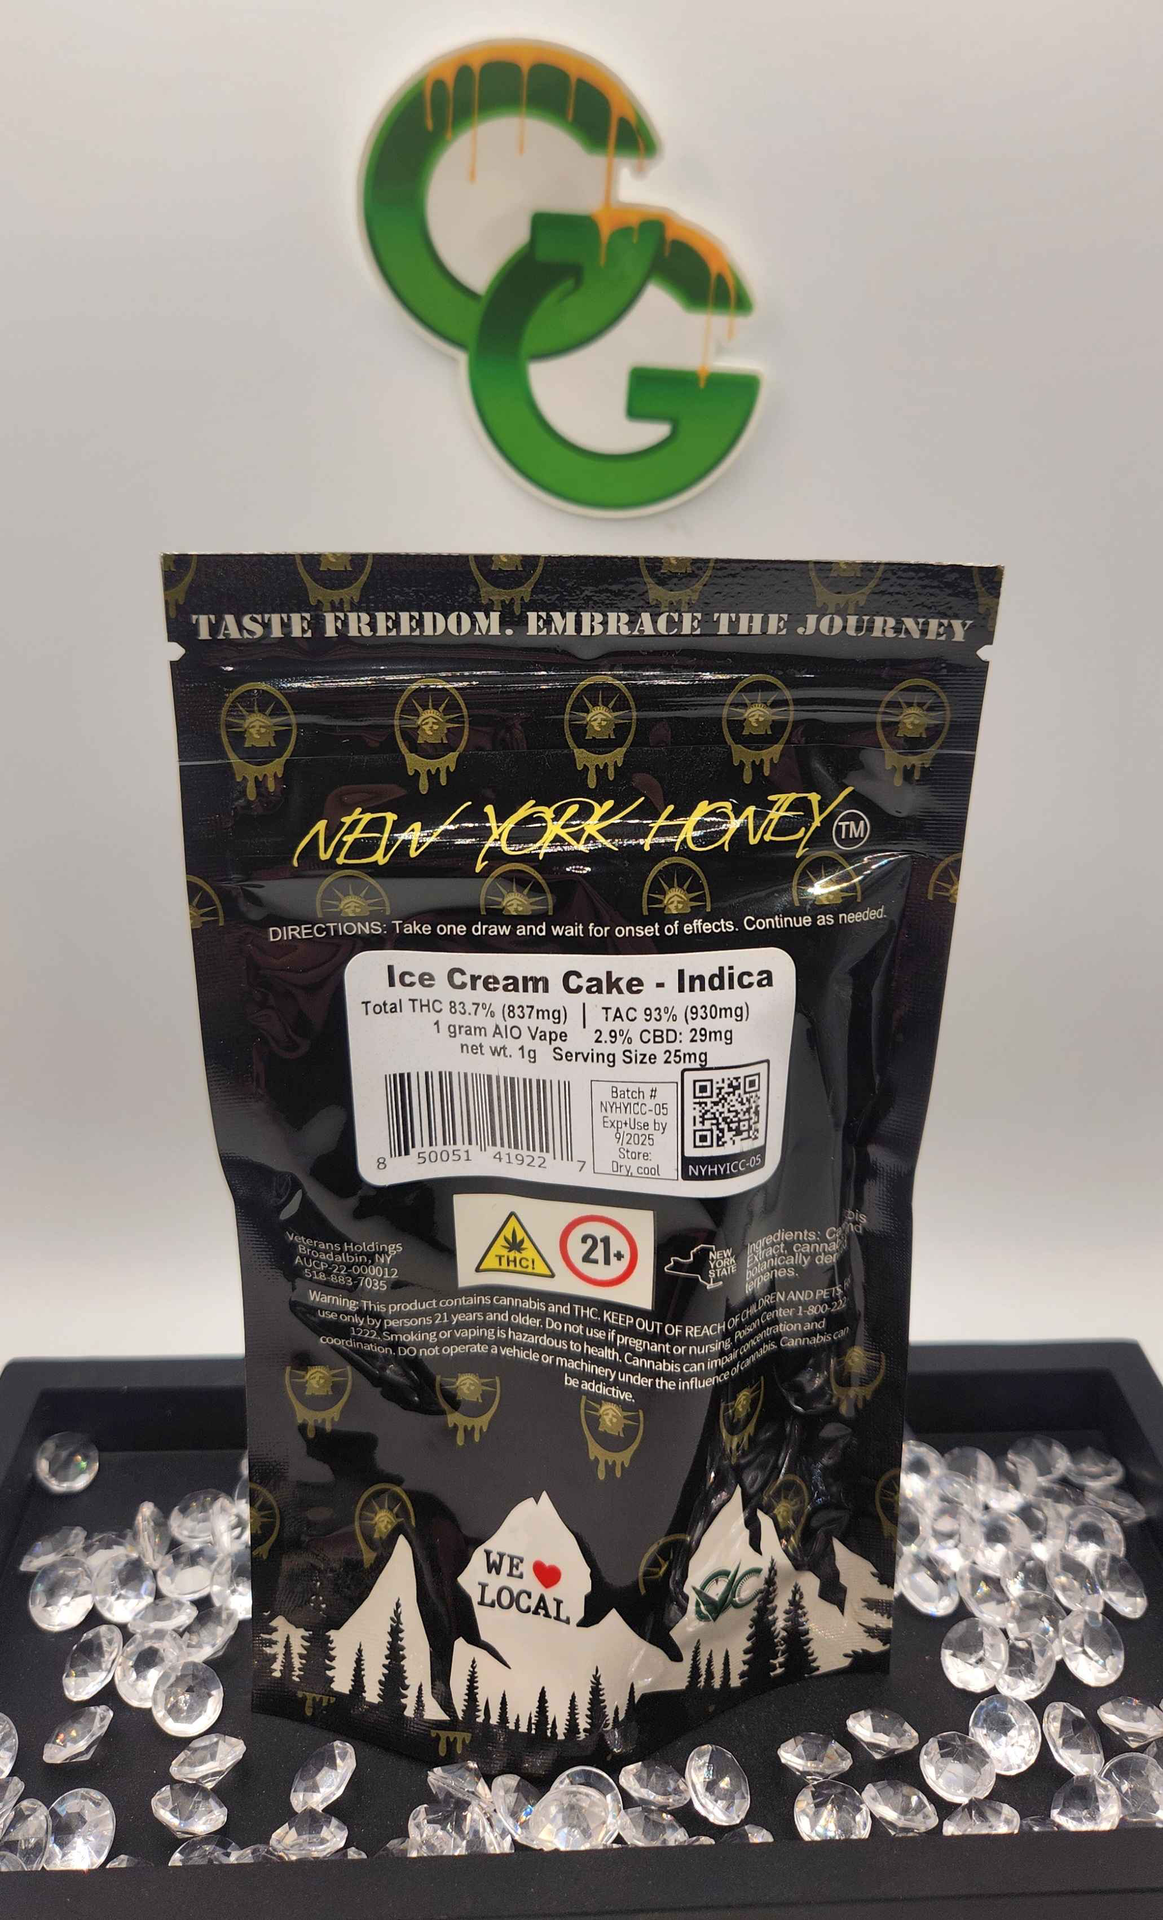 CG
TASTE FREEDOM. EMBRACE THE JOURNEY
NEW YORK HONEY TM
DIRECTIONS: Take one draw and wait for onset of effects. Continue as needed.
Ice Cream Cake - Indica
Total THC 83.7% (837mg) | TAC 93% (930mg)
1 gram AIO Vape 2.9% CBD: 29mg
net wt. 1g Serving Size 25mg
Batch #
NYHYICC-05
Exp+Use by
9/2025
Store:
Dry, cool
8 50051 41922 7
NYHYICC-05
THC!
21+
Veterans Holdings
Broadalbin, NY
AUCP-22-000012
518-883-7035
NEW
YORK
STATE
Ingredients:
Extract,
botanically
terpenes.
Warning: This product contains cannabis and THC. KEEP OUT OF REACH OF CHILDREN AND PETS.
use only by persons 21 years and older. Do not use if pregnant or nursing. Poison Center 1-800-222-
1222. Smoking or vaping is hazardous to health. Cannabis can impair concentration and
coordination. DO not operate a vehicle or machinery under the influence of cannabis. Cannabis can
be addictive.
WE ♥
LOCAL